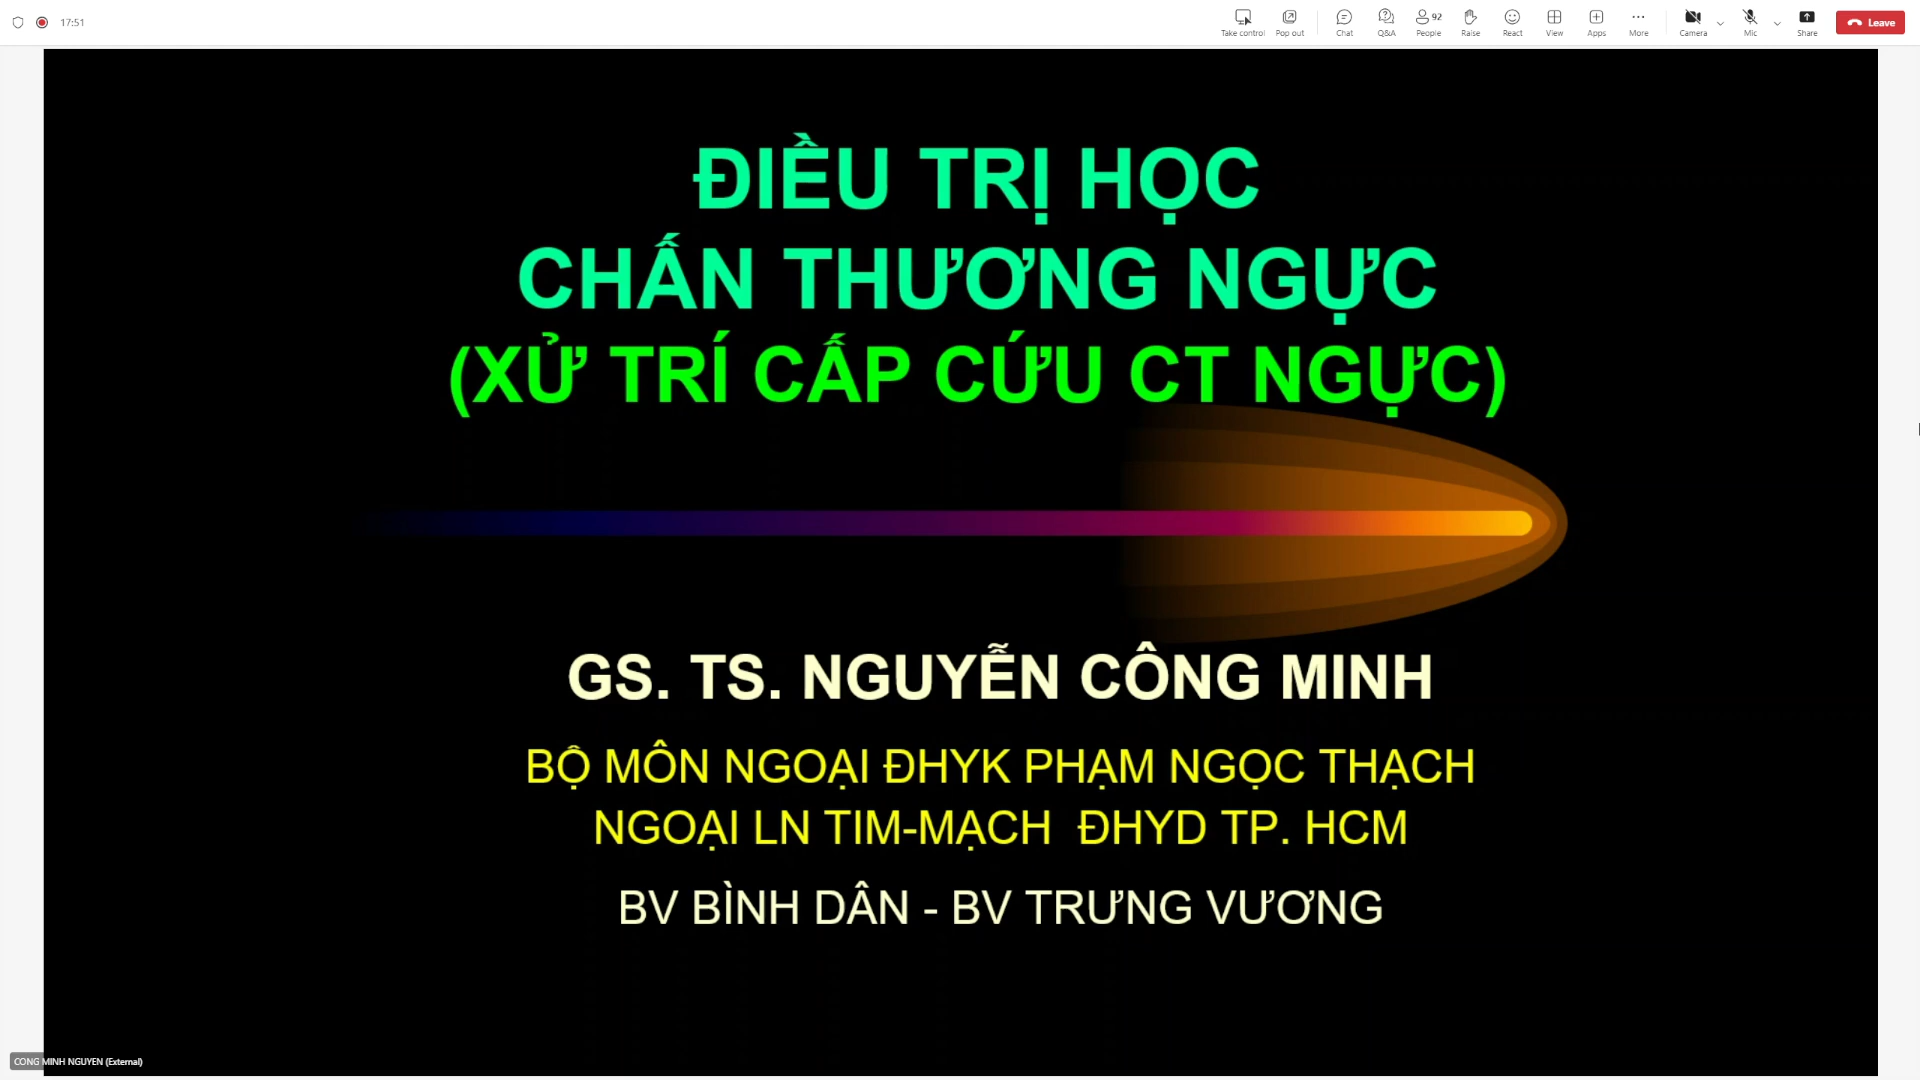 17:51
Take control
Pop out
Chat
Q&A
92
People
Raise
React
View
Apps
More
Camera
Mic
Share
Leave
ĐIỀU TRỊ HỌC
CHẤN THƯƠNG NGỰC
(XỬ TRÍ CẤP CỨU CT NGỰC)
GS. TS. NGUYỄN CÔNG MINH
BỘ MÔN NGOẠI ĐHYK PHẠM NGỌC THẠCH
NGOẠI LN TIM-MẠCH ĐHYD TP. HCM
BV BÌNH DÂN - BV TRƯNG VƯƠNG
CONG MINH NGUYEN (External)